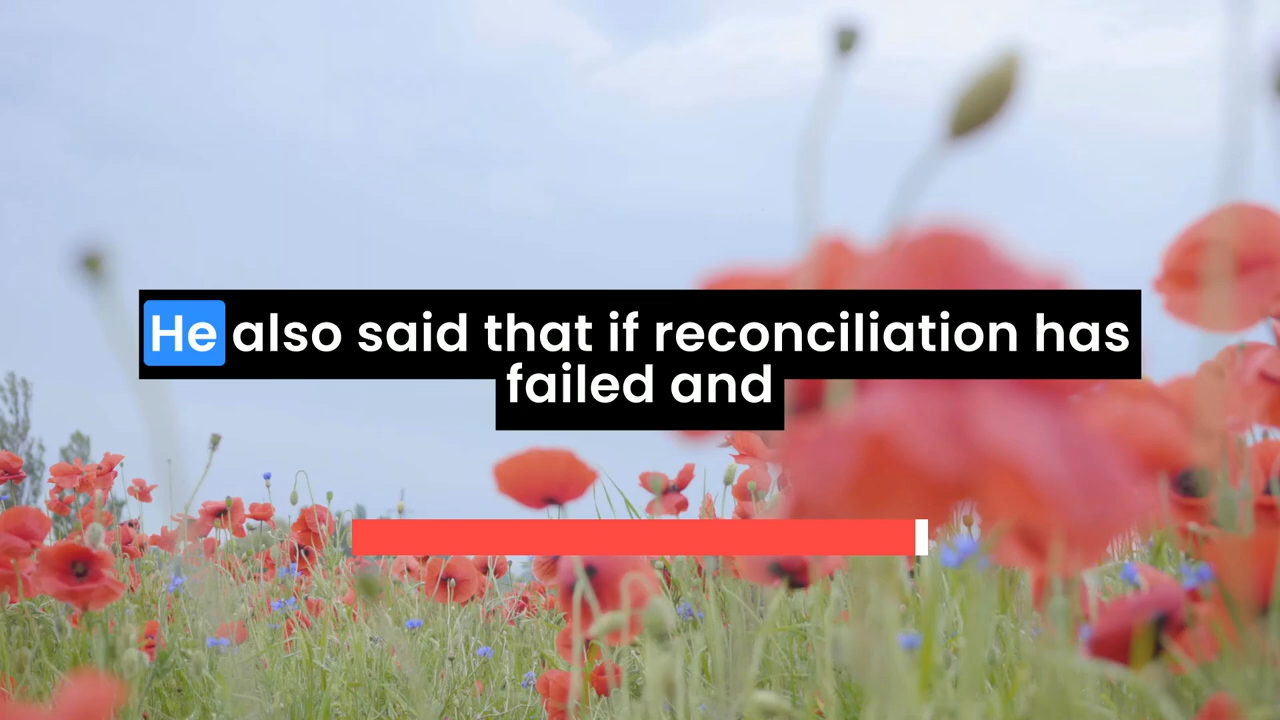 He also said that if reconciliation has
failed and